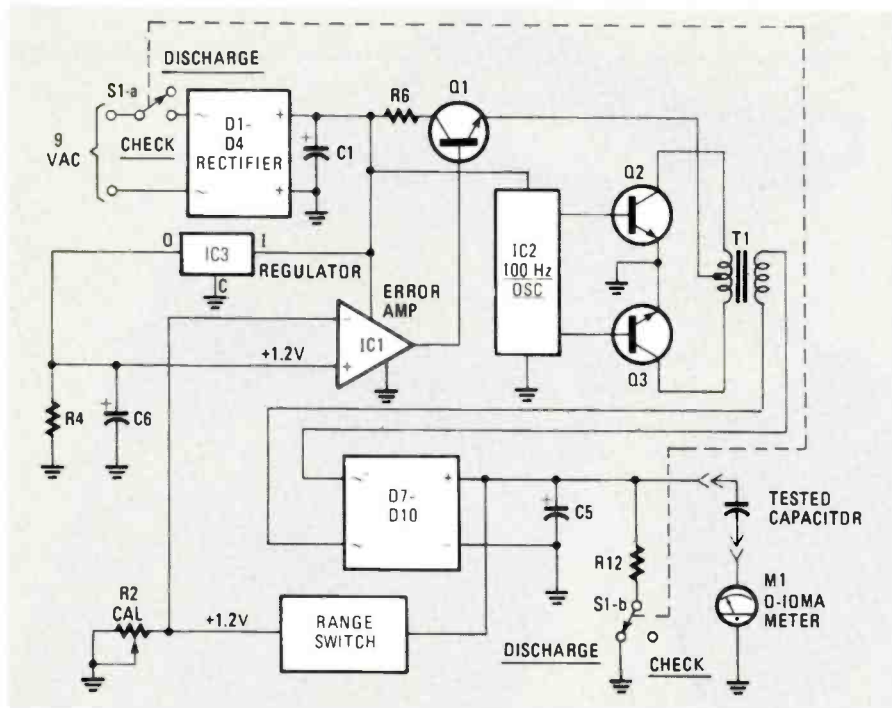 DISCHARGE
S1-a
9
VAC
CHECK
D1-
D4
RECTIFIER
+
+
C1
R6
Q1
Q2
IC2
100 Hz
OSC
T1
Q3
O
IC3
I
C
REGULATOR
ERROR
AMP
-
IC1
+
+1.2V
R4
+
C6
D7-
D10
+
-
+
C5
R12
S1-b
TESTED
CAPACITOR
M1
0-10MA
METER
R2
CAL
+1.2V
RANGE
SWITCH
DISCHARGE
CHECK